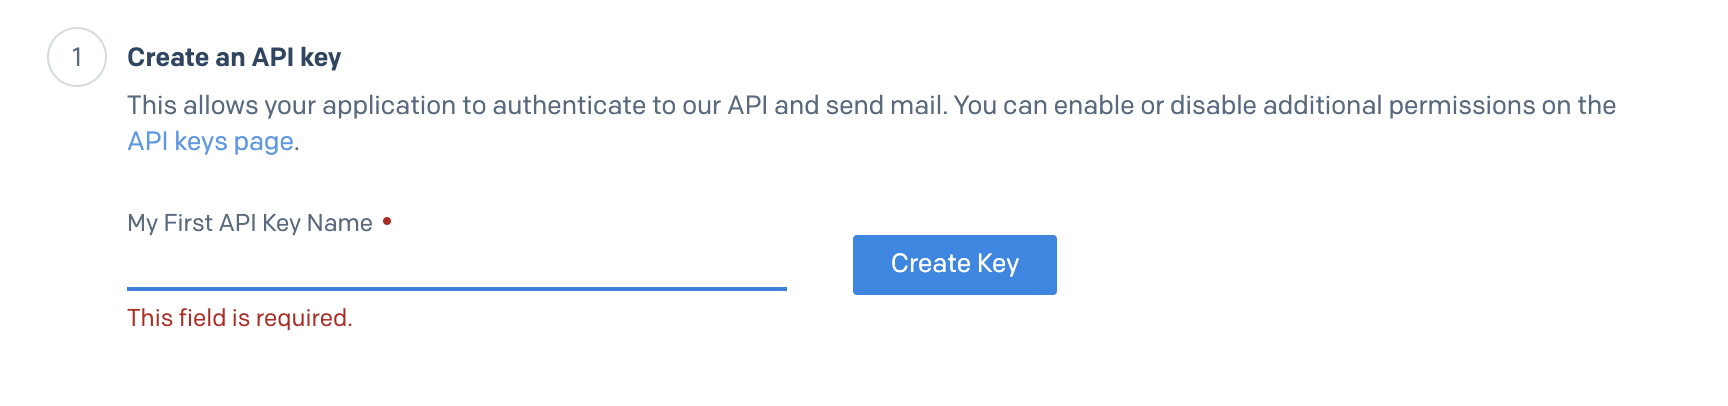 1
Create an API key
This allows your application to authenticate to our API and send mail. You can enable or disable additional permissions on the
API keys page.
My First API Key Name
Create Key
This field is required.